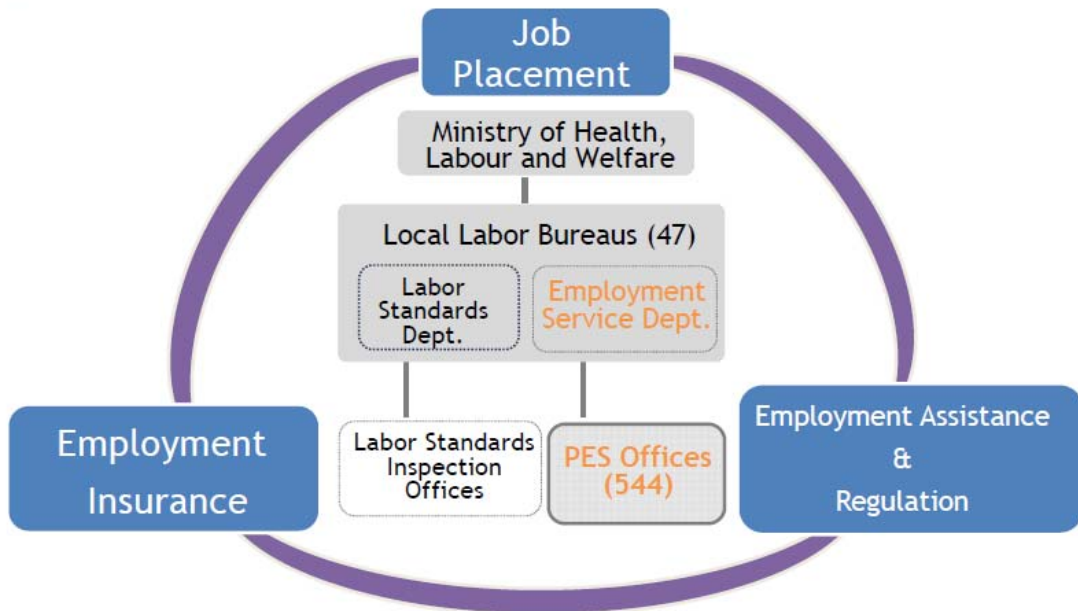 Job
Placement
Ministry of Health,
Labour and Welfare
Local Labor Bureaus (47)
Labor
Standards
Dept.
Employment
Service Dept.
Employment
Insurance
Labor Standards
Inspection
Offices
PES Offices
(544)
Employment Assistance
&
Regulation